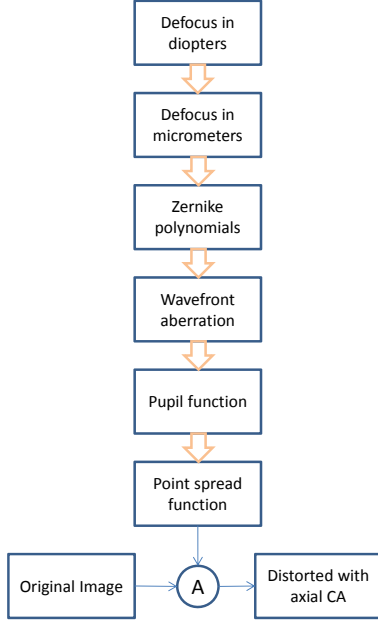 Defocus in
diopters
Defocus in
micrometers
Zernike
polynomials
Wavefront
aberration
Pupil function
Point spread
function
Original Image
A
Distorted with
axial CA